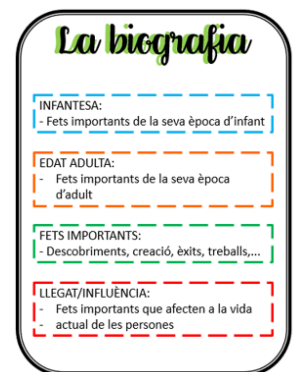 La biografia
INFANTESA:
- Fets importants de la seva època d'infant
EDAT ADULTA:
- Fets importants de la seva època
d'adult
FETS IMPORTANTS:
- Descobriments, creació, èxits, treballs,...
LLEGAT/INFLUÈNCIA:
- Fets importants que afecten a la vida
- actual de les persones